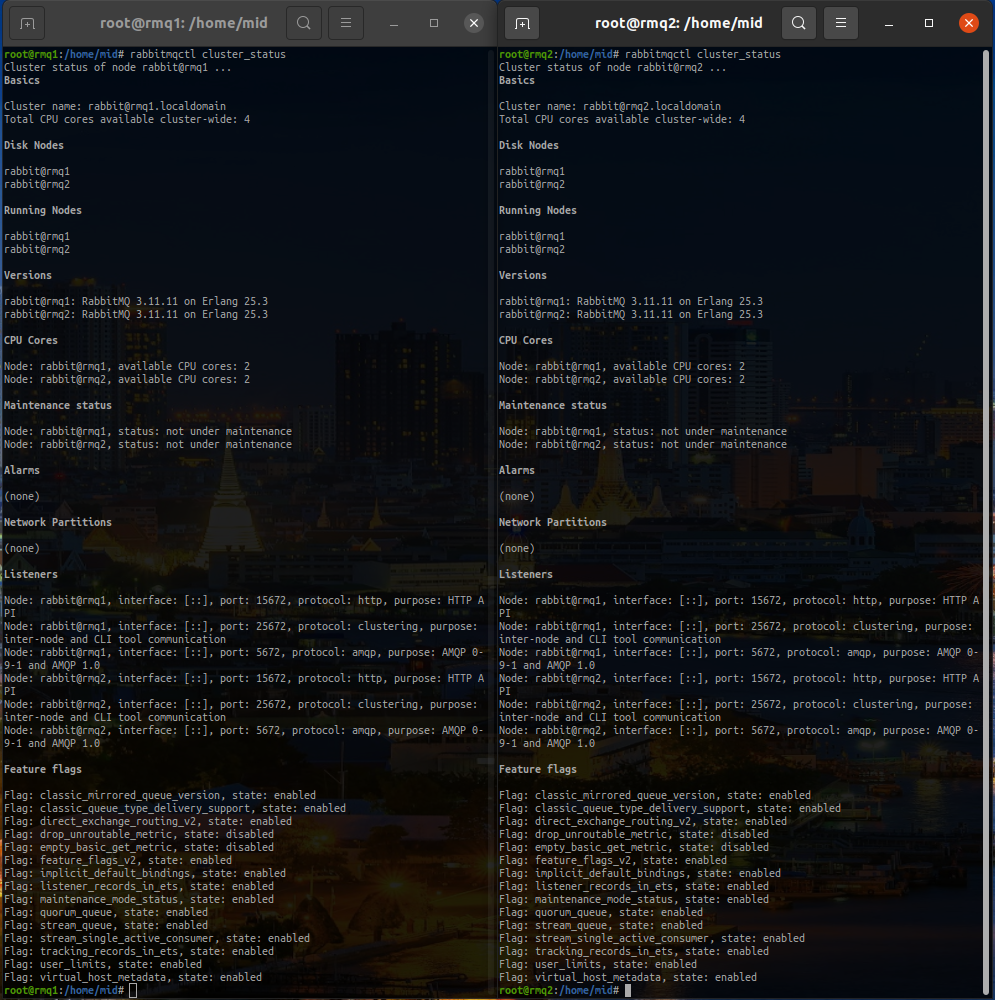 root@rmq1: /home/mid
root@rmq1:/home/mid# rabbitmqctl cluster_status
Cluster status of node rabbit@rmq1 ...
Basics
Cluster name: rabbit@rmq1.localdomain
Total CPU cores available cluster-wide: 4
Disk Nodes
rabbit@rmq1
rabbit@rmq2
Running Nodes
rabbit@rmq1
rabbit@rmq2
Versions
rabbit@rmq1: RabbitMQ 3.11.11 on Erlang 25.3
rabbit@rmq2: RabbitMQ 3.11.11 on Erlang 25.3
CPU Cores
Node: rabbit@rmq1, available CPU cores: 2
Node: rabbit@rmq2, available CPU cores: 2
Maintenance status
Node: rabbit@rmq1, status: not under maintenance
Node: rabbit@rmq2, status: not under maintenance
Alarms
(none)
Network Partitions
(none)
Listeners
Node: rabbit@rmq1, interface: [::], port: 15672, protocol: http, purpose: HTTP A
PI
Node: rabbit@rmq1, interface: [::], port: 25672, protocol: clustering, purpose:
inter-node and CLI tool communication
Node: rabbit@rmq1, interface: [::], port: 5672, protocol: amqp, purpose: AMQP 0-
9-1 and AMQP 1.0
Node: rabbit@rmq2, interface: [::], port: 15672, protocol: http, purpose: HTTP A
PI
Node: rabbit@rmq2, interface: [::], port: 25672, protocol: clustering, purpose:
inter-node and CLI tool communication
Node: rabbit@rmq2, interface: [::], port: 5672, protocol: amqp, purpose: AMQP 0-
9-1 and AMQP 1.0
Feature flags
Flag: classic_mirrored_queue_version, state: enabled
Flag: classic_queue_type_delivery_support, state: enabled
Flag: direct_exchange_routing_v2, state: enabled
Flag: drop_unroutable_metric, state: disabled
Flag: empty_basic_get_metric, state: disabled
Flag: feature_flags_v2, state: enabled
Flag: implicit_default_bindings, state: enabled
Flag: listener_records_in_ets, state: enabled
Flag: maintenance_mode_status, state: enabled
Flag: quorum_queue, state: enabled
Flag: stream_queue, state: enabled
Flag: stream_single_active_consumer, state: enabled
Flag: tracking_records_in_ets, state: enabled
Flag: user_limits, state: enabled
Flag: virtual_host_metadata, state: enabled
root@rmq1:/home/mid#
root@rmq2: /home/mid
root@rmq2:/home/mid# rabbitmqctl cluster_status
Cluster status of node rabbit@rmq2 ...
Basics
Cluster name: rabbit@rmq2.localdomain
Total CPU cores available cluster-wide: 4
Disk Nodes
rabbit@rmq1
rabbit@rmq2
Running Nodes
rabbit@rmq1
rabbit@rmq2
Versions
rabbit@rmq1: RabbitMQ 3.11.11 on Erlang 25.3
rabbit@rmq2: RabbitMQ 3.11.11 on Erlang 25.3
CPU Cores
Node: rabbit@rmq1, available CPU cores: 2
Node: rabbit@rmq2, available CPU cores: 2
Maintenance status
Node: rabbit@rmq1, status: not under maintenance
Node: rabbit@rmq2, status: not under maintenance
Alarms
(none)
Network Partitions
(none)
Listeners
Node: rabbit@rmq1, interface: [::], port: 15672, protocol: http, purpose: HTTP A
PI
Node: rabbit@rmq1, interface: [::], port: 25672, protocol: clustering, purpose:
inter-node and CLI tool communication
Node: rabbit@rmq1, interface: [::], port: 5672, protocol: amqp, purpose: AMQP 0-
9-1 and AMQP 1.0
Node: rabbit@rmq2, interface: [::], port: 15672, protocol: http, purpose: HTTP A
PI
Node: rabbit@rmq2, interface: [::], port: 25672, protocol: clustering, purpose:
inter-node and CLI tool communication
Node: rabbit@rmq2, interface: [::], port: 5672, protocol: amqp, purpose: AMQP 0-
9-1 and AMQP 1.0
Feature flags
Flag: classic_mirrored_queue_version, state: enabled
Flag: classic_queue_type_delivery_support, state: enabled
Flag: direct_exchange_routing_v2, state: enabled
Flag: drop_unroutable_metric, state: disabled
Flag: empty_basic_get_metric, state: disabled
Flag: feature_flags_v2, state: enabled
Flag: implicit_default_bindings, state: enabled
Flag: listener_records_in_ets, state: enabled
Flag: maintenance_mode_status, state: enabled
Flag: quorum_queue, state: enabled
Flag: stream_queue, state: enabled
Flag: stream_single_active_consumer, state: enabled
Flag: tracking_records_in_ets, state: enabled
Flag: user_limits, state: enabled
Flag: virtual_host_metadata, state: enabled
root@rmq2:/home/mid#